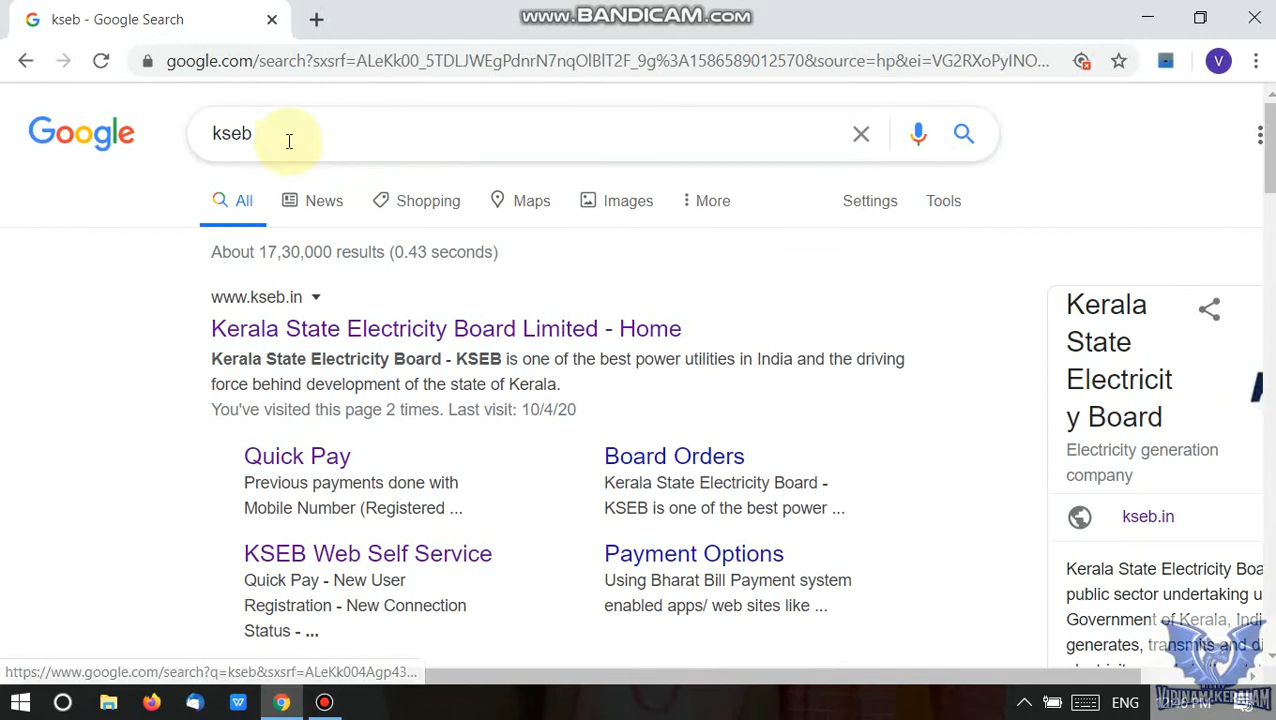 kseb - Google Search
www.BANDICAM.com
google.com/search?sxsrf=ALeKk00_5TDLJWEgPdnrN7nqOlBlT2F_9g%3A1586589012570&source=hp&ei=VG2RXoPyINO...
V
Google
kseb
All
News
Shopping
Maps
Images
More
Settings
Tools
About 17,30,000 results (0.43 seconds)
www.kseb.in
Kerala State Electricity Board Limited - Home
Kerala State Electricity Board - KSEB is one of the best power utilities in India and the driving
force behind development of the state of Kerala.
You've visited this page 2 times. Last visit: 10/4/20
Quick Pay
Previous payments done with
Mobile Number (Registered ...
Board Orders
Kerala State Electricity Board -
KSEB is one of the best power ...
KSEB Web Self Service
Quick Pay - New User
Registration - New Connection
Status - ...
Payment Options
Using Bharat Bill Payment system
enabled apps/ web sites like ...
Kerala
State
Electricit
y Board
Electricity generation
company
kseb.in
Kerala State Electricity Boa
public sector undertaking u
Government of Kerala, Indi
generates, transmits and di
https://www.google.com/search?q=kseb&sxsrf=ALeKk004Agp43...
ENG